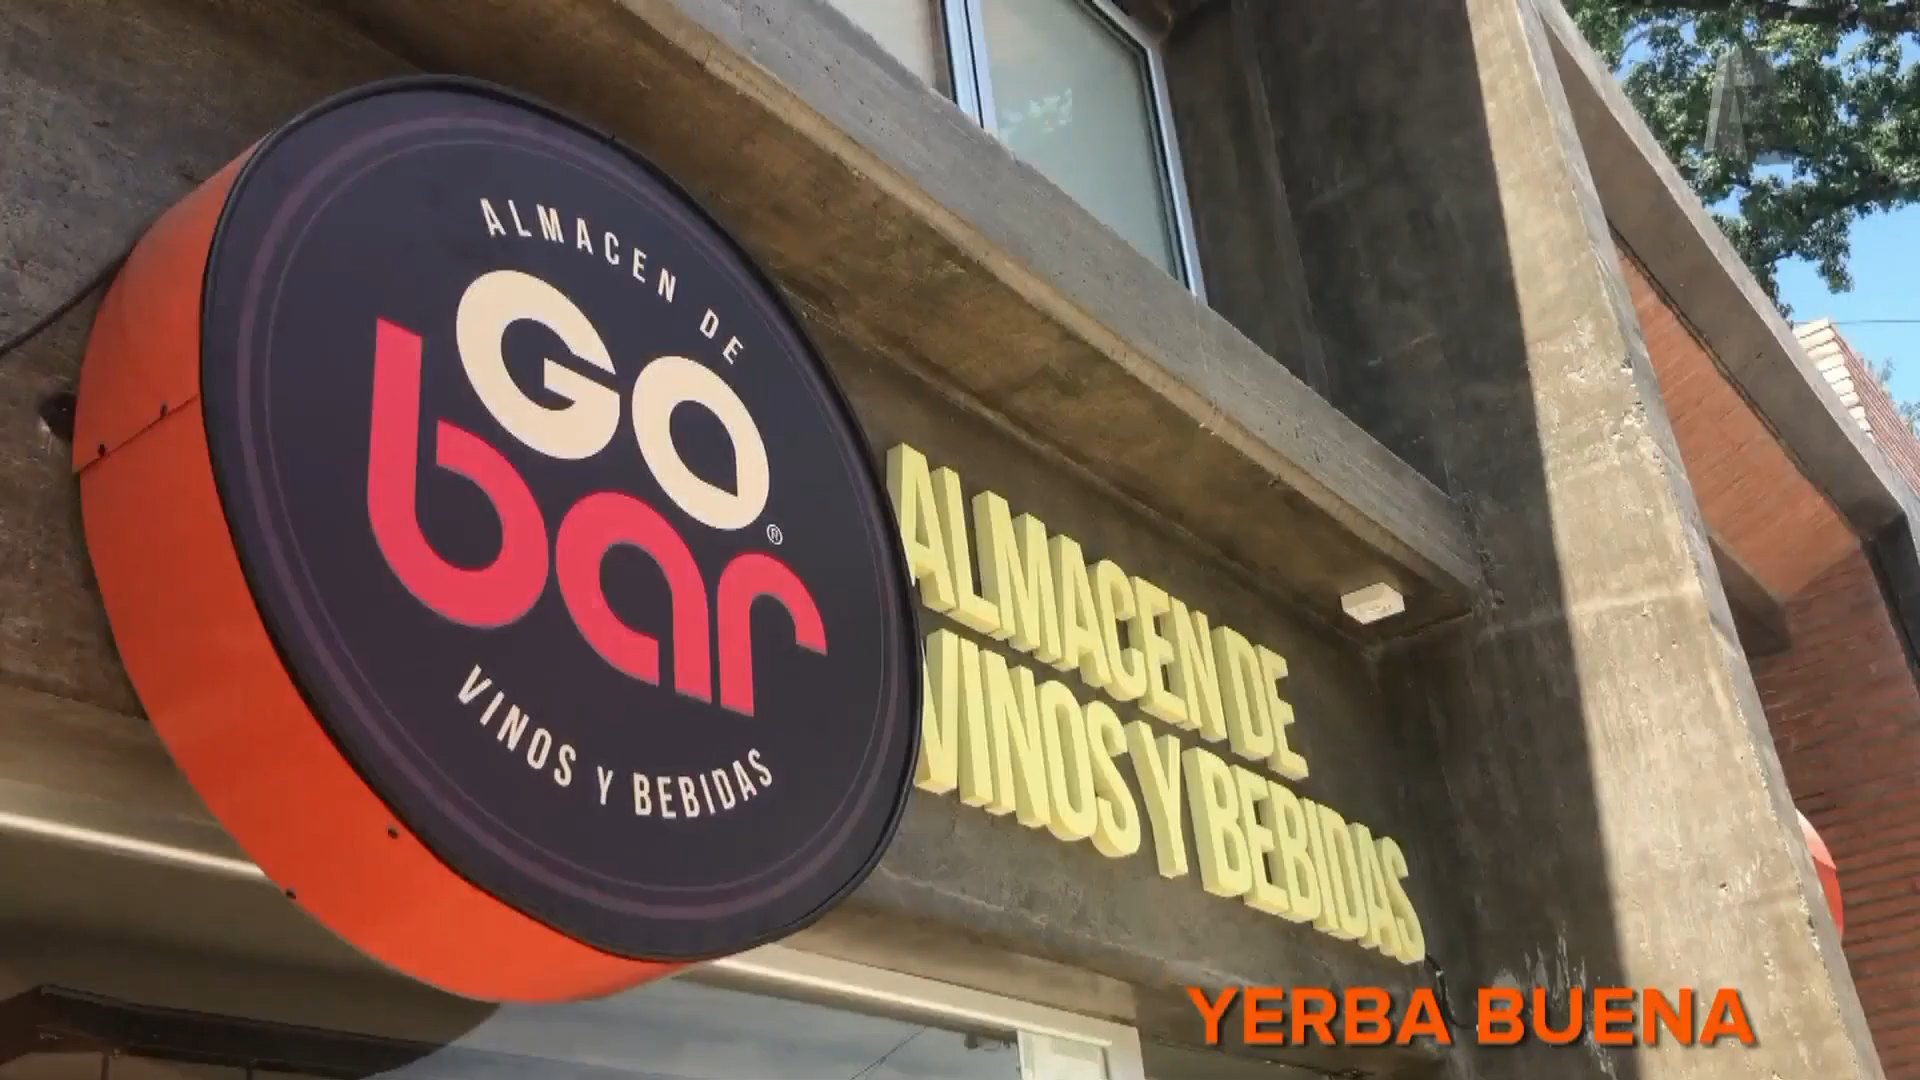 ALMACEN DE
GO
bar®
VINOS Y BEBIDAS
ALMACEN DE
VINOS Y BEBIDAS
YERBA BUENA